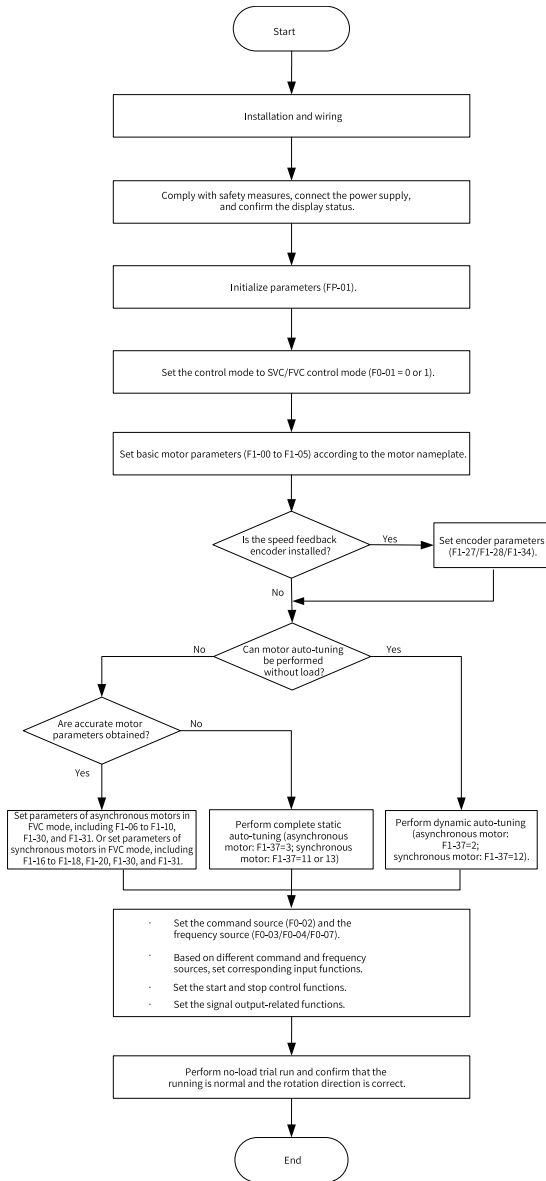 Start
Installation and wiring
Comply with safety measures, connect the power supply,
and confirm the display status.
Initialize parameters (FP-01).
Set the control mode to SVC/FVC control mode (F0-01 = 0 or 1).
Set basic motor parameters (F1-00 to F1-05) according to the motor nameplate.
Is the speed feedback
encoder installed?
Yes
Set encoder parameters
(F1-27/F1-28/F1-34).
No
Can motor auto-tuning
be performed
without load?
No
Yes
Are accurate motor
parameters obtained?
No
Yes
Set parameters of asynchronous motors in
FVC mode, including F1-06 to F1-10,
F1-30, and F1-31. Or set parameters of
synchronous motors in FVC mode, including
F1-16 to F1-18, F1-20, F1-30, and F1-31.
Perform complete static
auto-tuning (asynchronous
motor: F1-37=3; synchronous
motor: F1-37=11 or 13)
Perform dynamic auto-tuning
(asynchronous motor:
F1-37=2;
synchronous motor: F1-37=12).
· Set the command source (F0-02) and the
frequency source (F0-03/F0-04/F0-07).
· Based on different command and frequency
sources, set corresponding input functions.
· Set the start and stop control functions.
· Set the signal output-related functions.
Perform no-load trial run and confirm that the
running is normal and the rotation direction is correct.
End